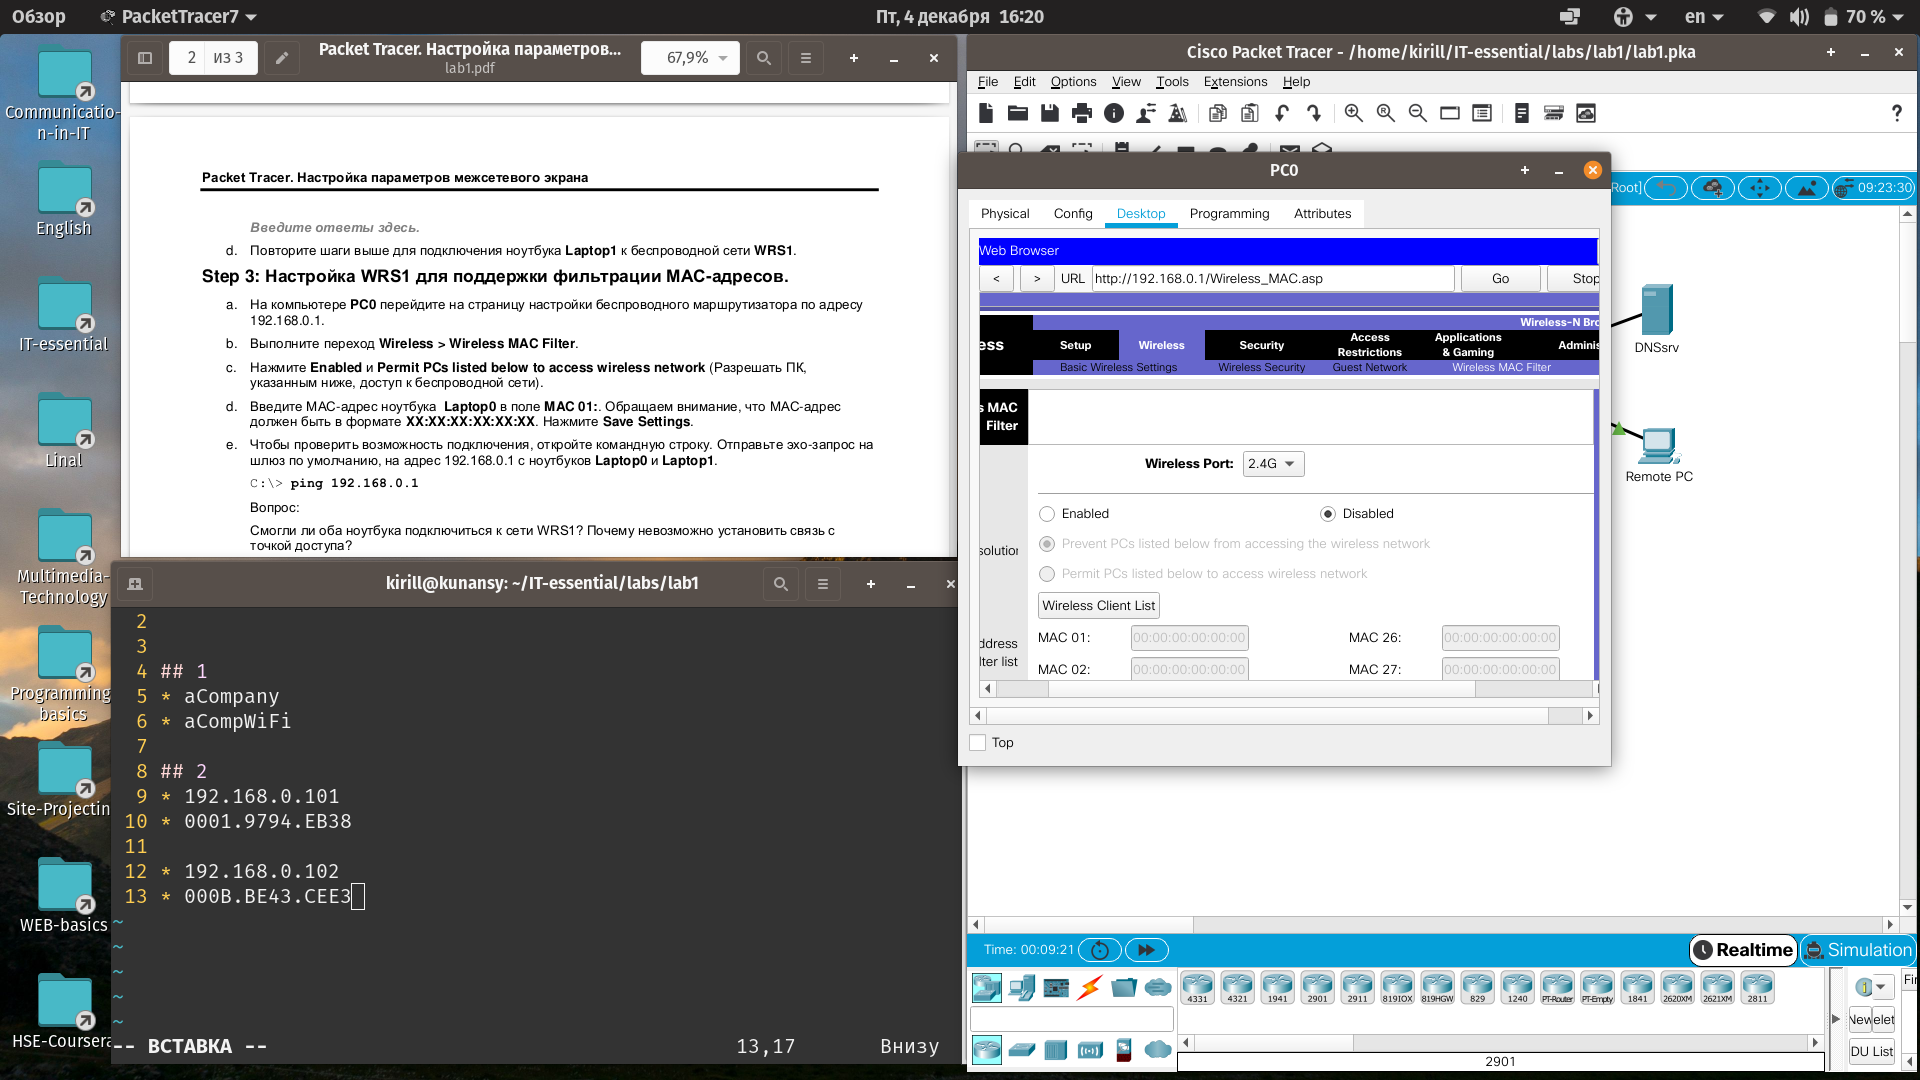 Обзор
PacketTracer7
Пт, 4 декабря 16:20
en
70 %
Communicatio-
n-in-IT
English
IT-essential
Linal
Multimedia-
Technology
Programming-
basics
Site-Projectin
WEB-basics
HSE-Coursera
2 из 3
Packet Tracer. Настройка параметров...
lab1.pdf
67,9%
Packet Tracer. Настройка параметров межсетевого экрана
Введите ответы здесь.
d. Повторите шаги выше для подключения ноутбука Laptop1 к беспроводной сети WRS1.
Step 3: Настройка WRS1 для поддержки фильтрации MAC-адресов.
a. На компьютере PC0 перейдите на страницу настройки беспроводного маршрутизатора по адресу
192.168.0.1.
b. Выполните переход Wireless > Wireless MAC Filter.
c. Нажмите Enabled и Permit PCs listed below to access wireless network (Разрешать ПК,
указанным ниже, доступ к беспроводной сети).
d. Введите MAC-адрес ноутбука Laptop0 в поле MAC 01:. Обращаем внимание, что MAC-адрес
должен быть в формате XX:XX:XX:XX:XX:XX. Нажмите Save Settings.
e. Чтобы проверить возможность подключения, откройте командную строку. Отправьте эхо-запрос на
шлюз по умолчанию, на адрес 192.168.0.1 с ноутбуков Laptop0 и Laptop1.
C:\> ping 192.168.0.1
Вопрос:
Смогли ли оба ноутбука подключиться к сети WRS1? Почему невозможно установить связь с
точкой доступа?
kirill@kunansy: ~/IT-essential/labs/lab1
2
3
4 ## 1
5 * aCompany
6 * aCompWiFi
7
8 ## 2
9 * 192.168.0.101
10 * 0001.9794.EB38
11
12 * 192.168.0.102
13 * 000B.BE43.CEE3
~
~
~
~
~
-- ВСТАВКА --
13,17
Внизу
Cisco Packet Tracer - /home/kirill/IT-essential/labs/lab1/lab1.pka
File Edit Options View Tools Extensions Help
?
Root]
09:23:30
DNSsrv
Remote PC
PC0
Physical Config Desktop Programming Attributes
Web Browser
< > URL http://192.168.0.1/Wireless_MAC.asp Go Stop
Wireless-N Bro
ess
Setup Wireless Security Access Restrictions Applications & Gaming Adminis
Basic Wireless Settings Wireless Security Guest Network Wireless MAC Filter
s MAC
Filter
Wireless Port: 2.4G
Enabled Disabled
solution
Prevent PCs listed below from accessing the wireless network
Permit PCs listed below to access wireless network
Wireless Client List
ddress
lter list
MAC 01: 00:00:00:00:00:00 MAC 26: 00:00:00:00:00:00
MAC 02: 00:00:00:00:00:00 MAC 27: 00:00:00:00:00:00
Top
Time: 00:09:21
Realtime
Simulation
4331 4321 1941 2901 2911 819IOX 819HGW 829 1240 PT-Router PT-Empty 1841 2620XM 2621XM 2811
Fir
New
elet
DU List
2901